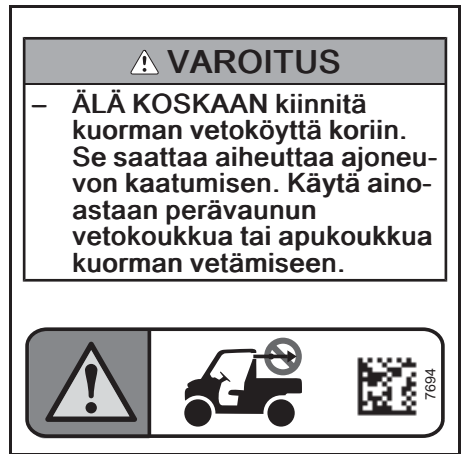 ⚠ VAROITUS
– ÄLÄ KOSKAAN kiinnitä
kuorman vetoköyttä koriin.
Se saattaa aiheuttaa ajoneu-
von kaatumisen. Käytä aino-
astaan perävaunun
vetokoukkua tai apukoukkua
kuorman vetämiseen.
7694